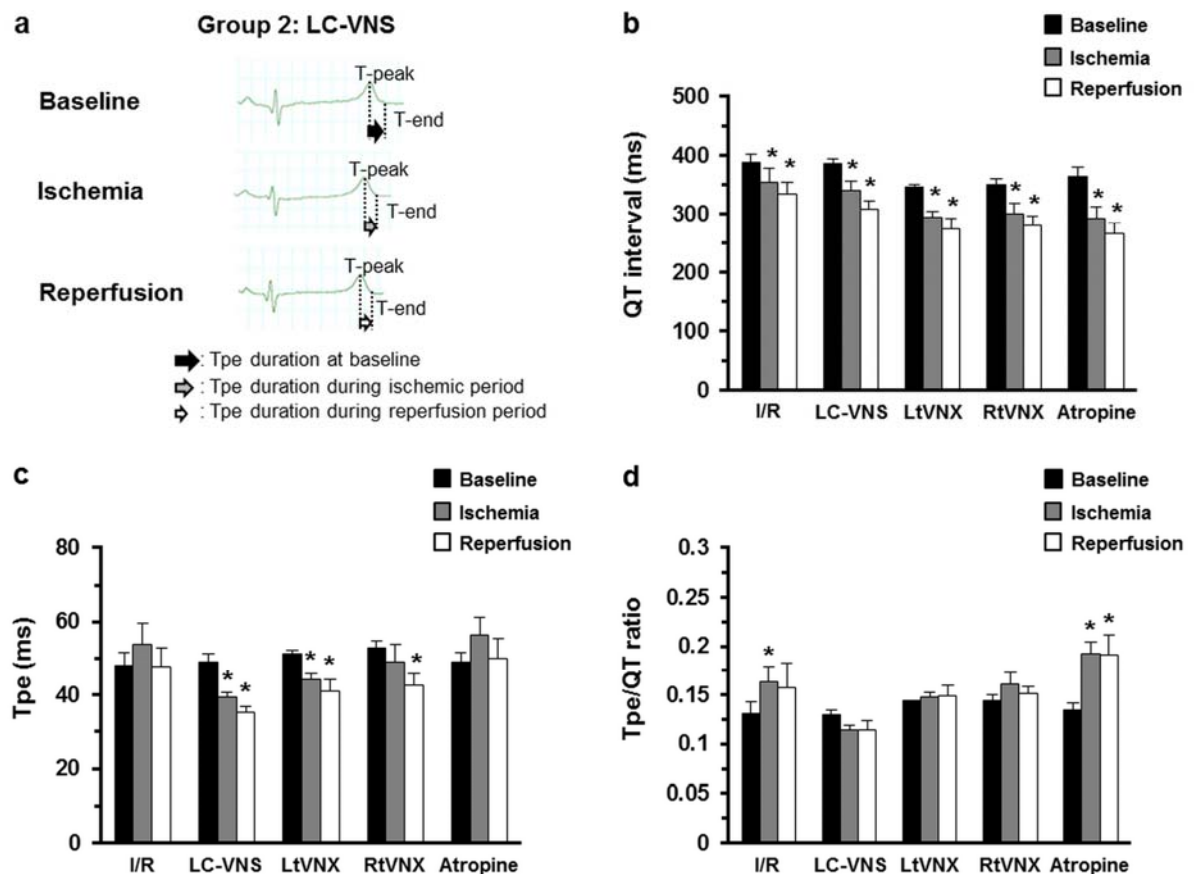 a
Group 2: LC-VNS
Baseline
T-peak
T-end
Ischemia
T-peak
T-end
Reperfusion
T-peak
T-end
: Tpe duration at baseline
: Tpe duration during ischemic period
: Tpe duration during reperfusion period
b
Baseline
Ischemia
Reperfusion
QT interval (ms)
500
400
300
200
100
0
* * * * * * * * * *
I/R LC-VNS LtVNX RtVNX Atropine
c
Baseline
Ischemia
Reperfusion
Tpe (ms)
80
60
40
20
0
* * * * *
I/R LC-VNS LtVNX RtVNX Atropine
d
Baseline
Ischemia
Reperfusion
Tpe/QT ratio
0.3
0.25
0.2
0.15
0.1
0.05
0
* * *
I/R LC-VNS LtVNX RtVNX Atropine